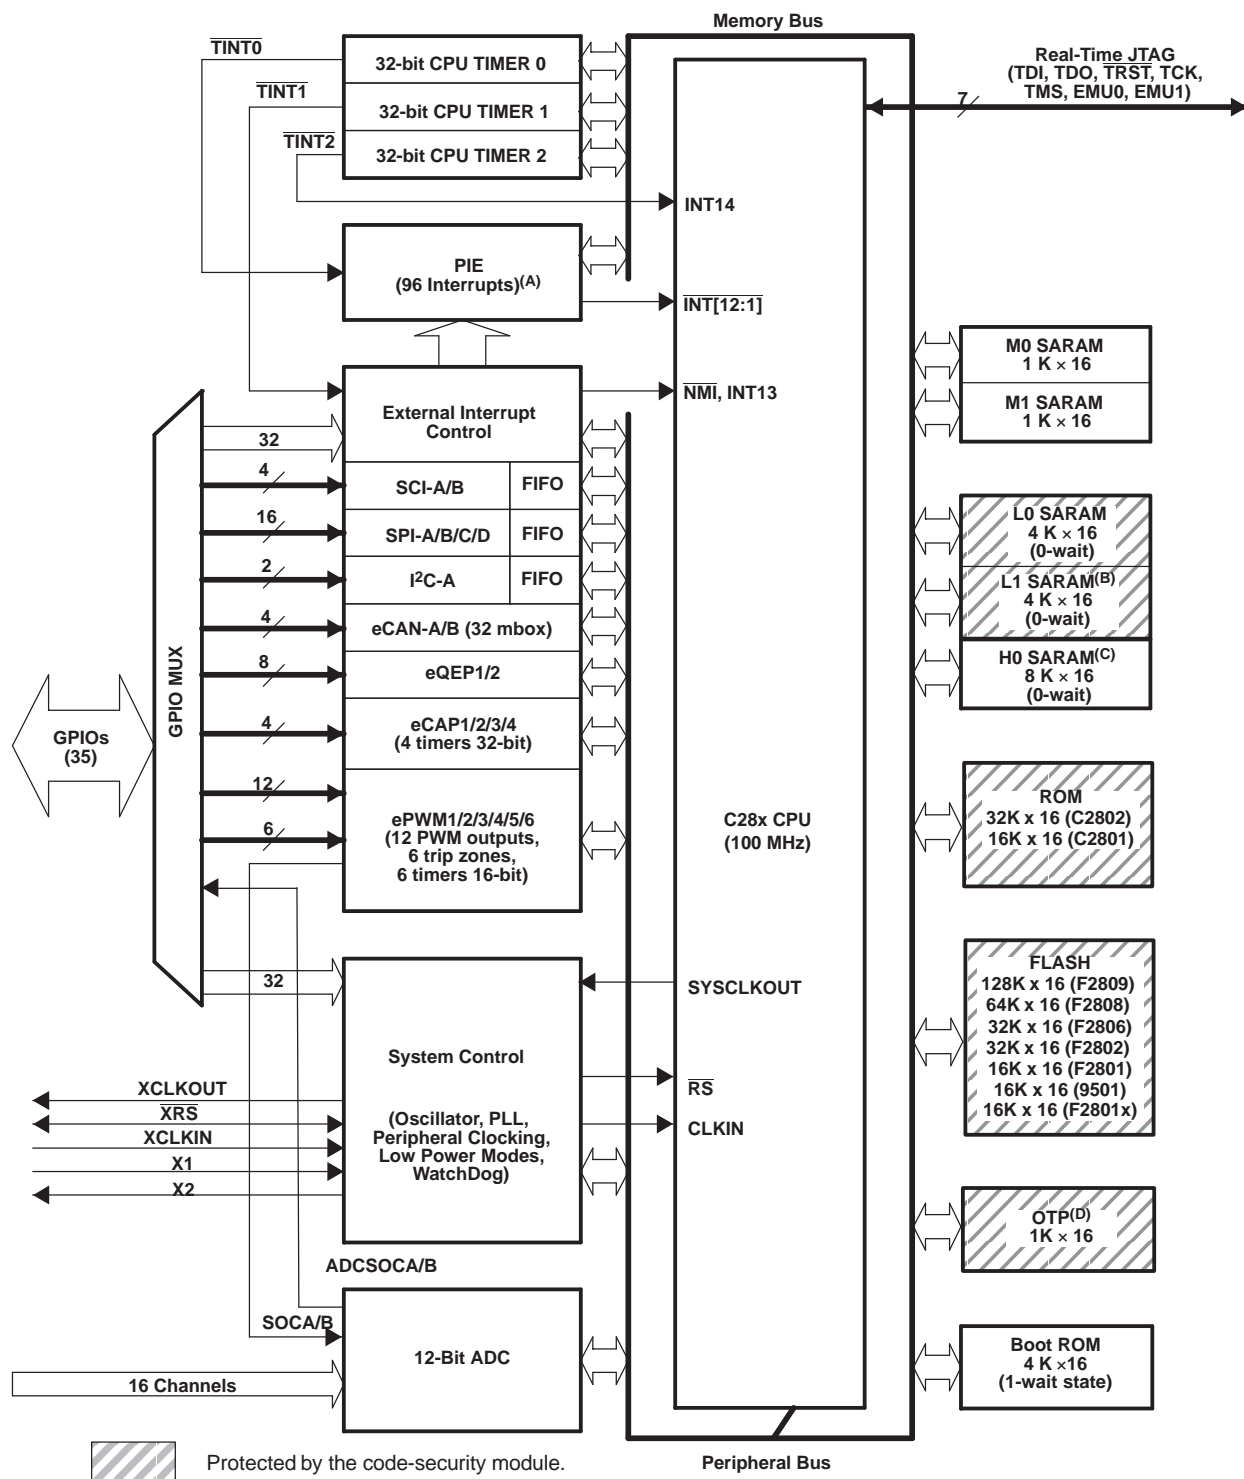 Memory Bus
TINT0
32-bit CPU TIMER 0
TINT1
32-bit CPU TIMER 1
TINT2
32-bit CPU TIMER 2
Real-Time JTAG
(TDI, TDO, TRST, TCK,
TMS, EMU0, EMU1)
7
INT14
PIE
(96 Interrupts)(A)
INT[12:1]
NMI, INT13
External Interrupt
Control
32
4
SCI-A/B
FIFO
16
SPI-A/B/C/D
FIFO
2
I²C-A
FIFO
4
eCAN-A/B (32 mbox)
8
eQEP1/2
4
eCAP1/2/3/4
(4 timers 32-bit)
12
6
ePWM1/2/3/4/5/6
(12 PWM outputs,
6 trip zones,
6 timers 16-bit)
GPIO MUX
GPIOs
(35)
C28x CPU
(100 MHz)
M0 SARAM
1 K × 16
M1 SARAM
1 K × 16
L0 SARAM
4 K × 16
(0-wait)
L1 SARAM(B)
4 K × 16
(0-wait)
H0 SARAM(C)
8 K × 16
(0-wait)
ROM
32K x 16 (C2802)
16K x 16 (C2801)
FLASH
128K x 16 (F2809)
64K x 16 (F2808)
32K x 16 (F2806)
32K x 16 (F2802)
16K x 16 (F2801)
16K x 16 (9501)
16K x 16 (F2801x)
32
SYSCLKOUT
System Control
(Oscillator, PLL,
Peripheral Clocking,
Low Power Modes,
WatchDog)
RS
CLKIN
XCLKOUT
XRS
XCLKIN
X1
X2
OTP(D)
1K × 16
ADCSOCA/B
SOCA/B
12-Bit ADC
16 Channels
Boot ROM
4 K ×16
(1-wait state)
Protected by the code-security module.
Peripheral Bus